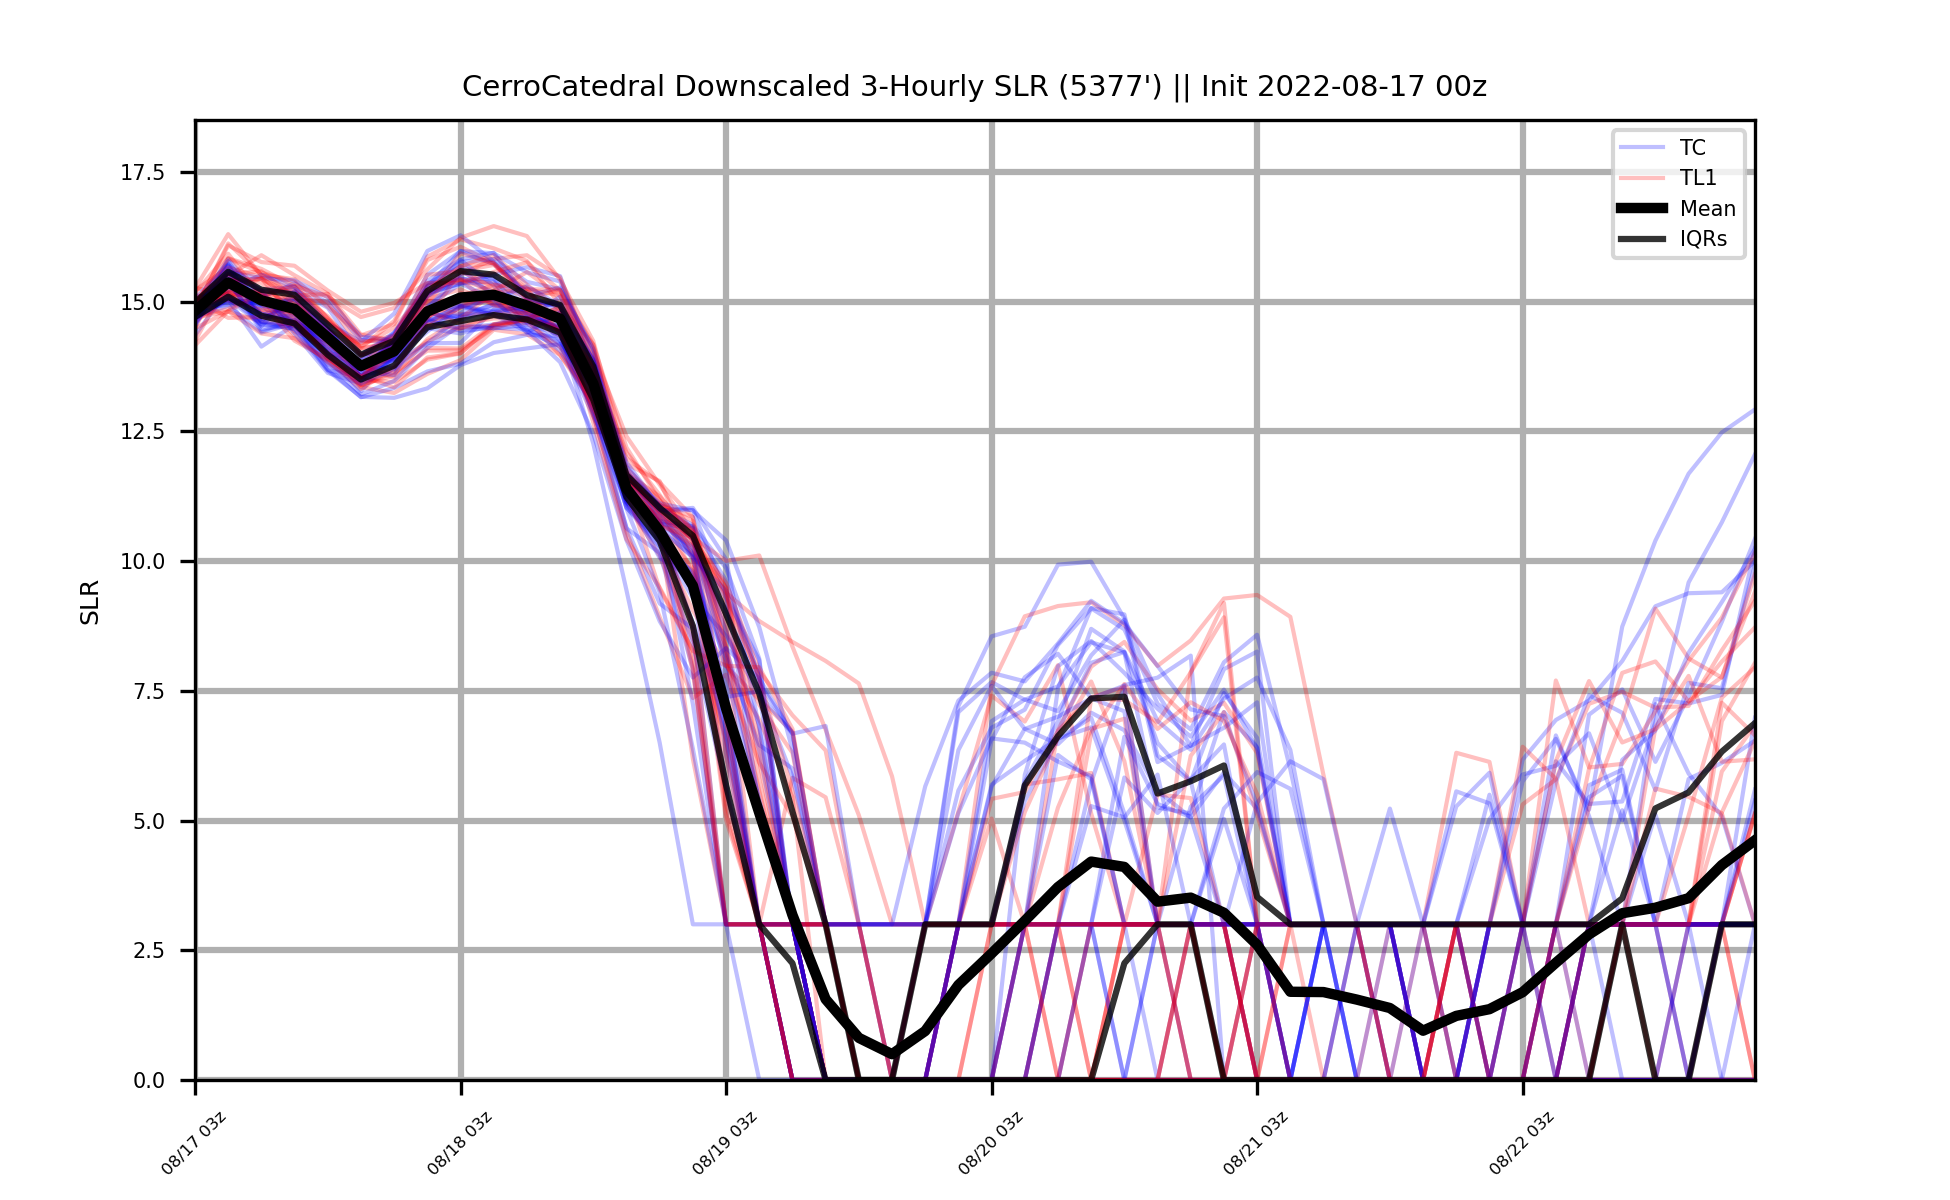 CerroCatedral Downscaled 3-Hourly SLR (5377') || Init 2022-08-17 00z
TC
TL1
Mean
IQRs
SLR
17.5
15.0
12.5
10.0
7.5
5.0
2.5
0.0
08/17 03z
08/18 03z
08/19 03z
08/20 03z
08/21 03z
08/22 03z